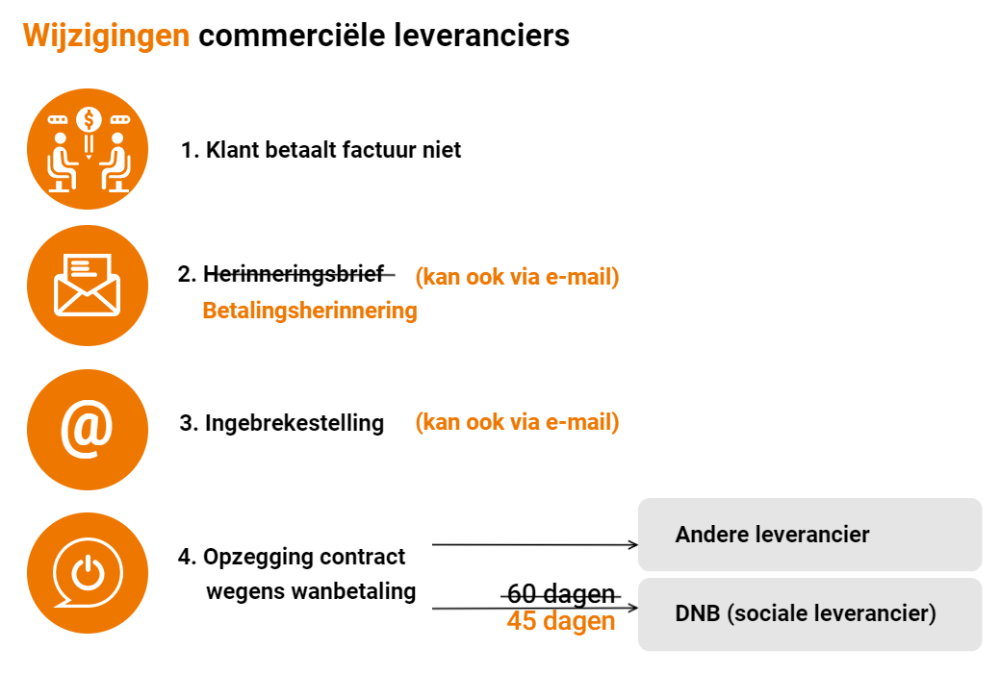 Wijzigingen commerciële leveranciers
1. Klant betaalt factuur niet
2. Herinneringsbrief (kan ook via e-mail)
Betalingsherinnering
@
3. Ingebrekestelling (kan ook via e-mail)
Andere leverancier
4. Opzegging contract
wegens wanbetaling
60 dagen
45 dagen
DNB (sociale leverancier)